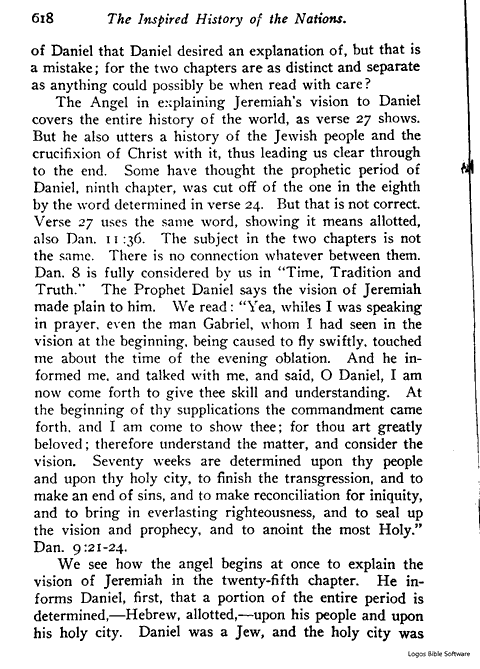 618 The Inspired History of the Nations.
of Daniel that Daniel desired an explanation of, but that is
a mistake; for the two chapters are as distinct and separate
as anything could possibly be when read with care?
The Angel in explaining Jeremiah's vision to Daniel
covers the entire history of the world, as verse 27 shows.
But he also utters a history of the Jewish people and the
crucifixion of Christ with it, thus leading us clear through
to the end. Some have thought the prophetic period of
Daniel, ninth chapter, was cut off of the one in the eighth
by the word determined in verse 24. But that is not correct.
Verse 27 uses the same word, showing it means allotted,
also Dan. 11:36. The subject in the two chapters is not
the same. There is no connection whatever between them.
Dan. 8 is fully considered by us in "Time, Tradition and
Truth." The Prophet Daniel says the vision of Jeremiah
made plain to him. We read: "Yea, whiles I was speaking
in prayer, even the man Gabriel, whom I had seen in the
vision at the beginning, being caused to fly swiftly, touched
me about the time of the evening oblation. And he in-
formed me, and talked with me, and said, O Daniel, I am
now come forth to give thee skill and understanding. At
the beginning of thy supplications the commandment came
forth, and I am come to show thee; for thou art greatly
beloved; therefore understand the matter, and consider the
vision. Seventy weeks are determined upon thy people
and upon thy holy city, to finish the transgression, and to
make an end of sins, and to make reconciliation for iniquity,
and to bring in everlasting righteousness, and to seal up
the vision and prophecy, and to anoint the most Holy."
Dan. 9:21-24.
We see how the angel begins at once to explain the
vision of Jeremiah in the twenty-fifth chapter. He in-
forms Daniel, first, that a portion of the entire period is
determined,—Hebrew, allotted,—upon his people and upon
his holy city. Daniel was a Jew, and the holy city was
Logos Bible Software